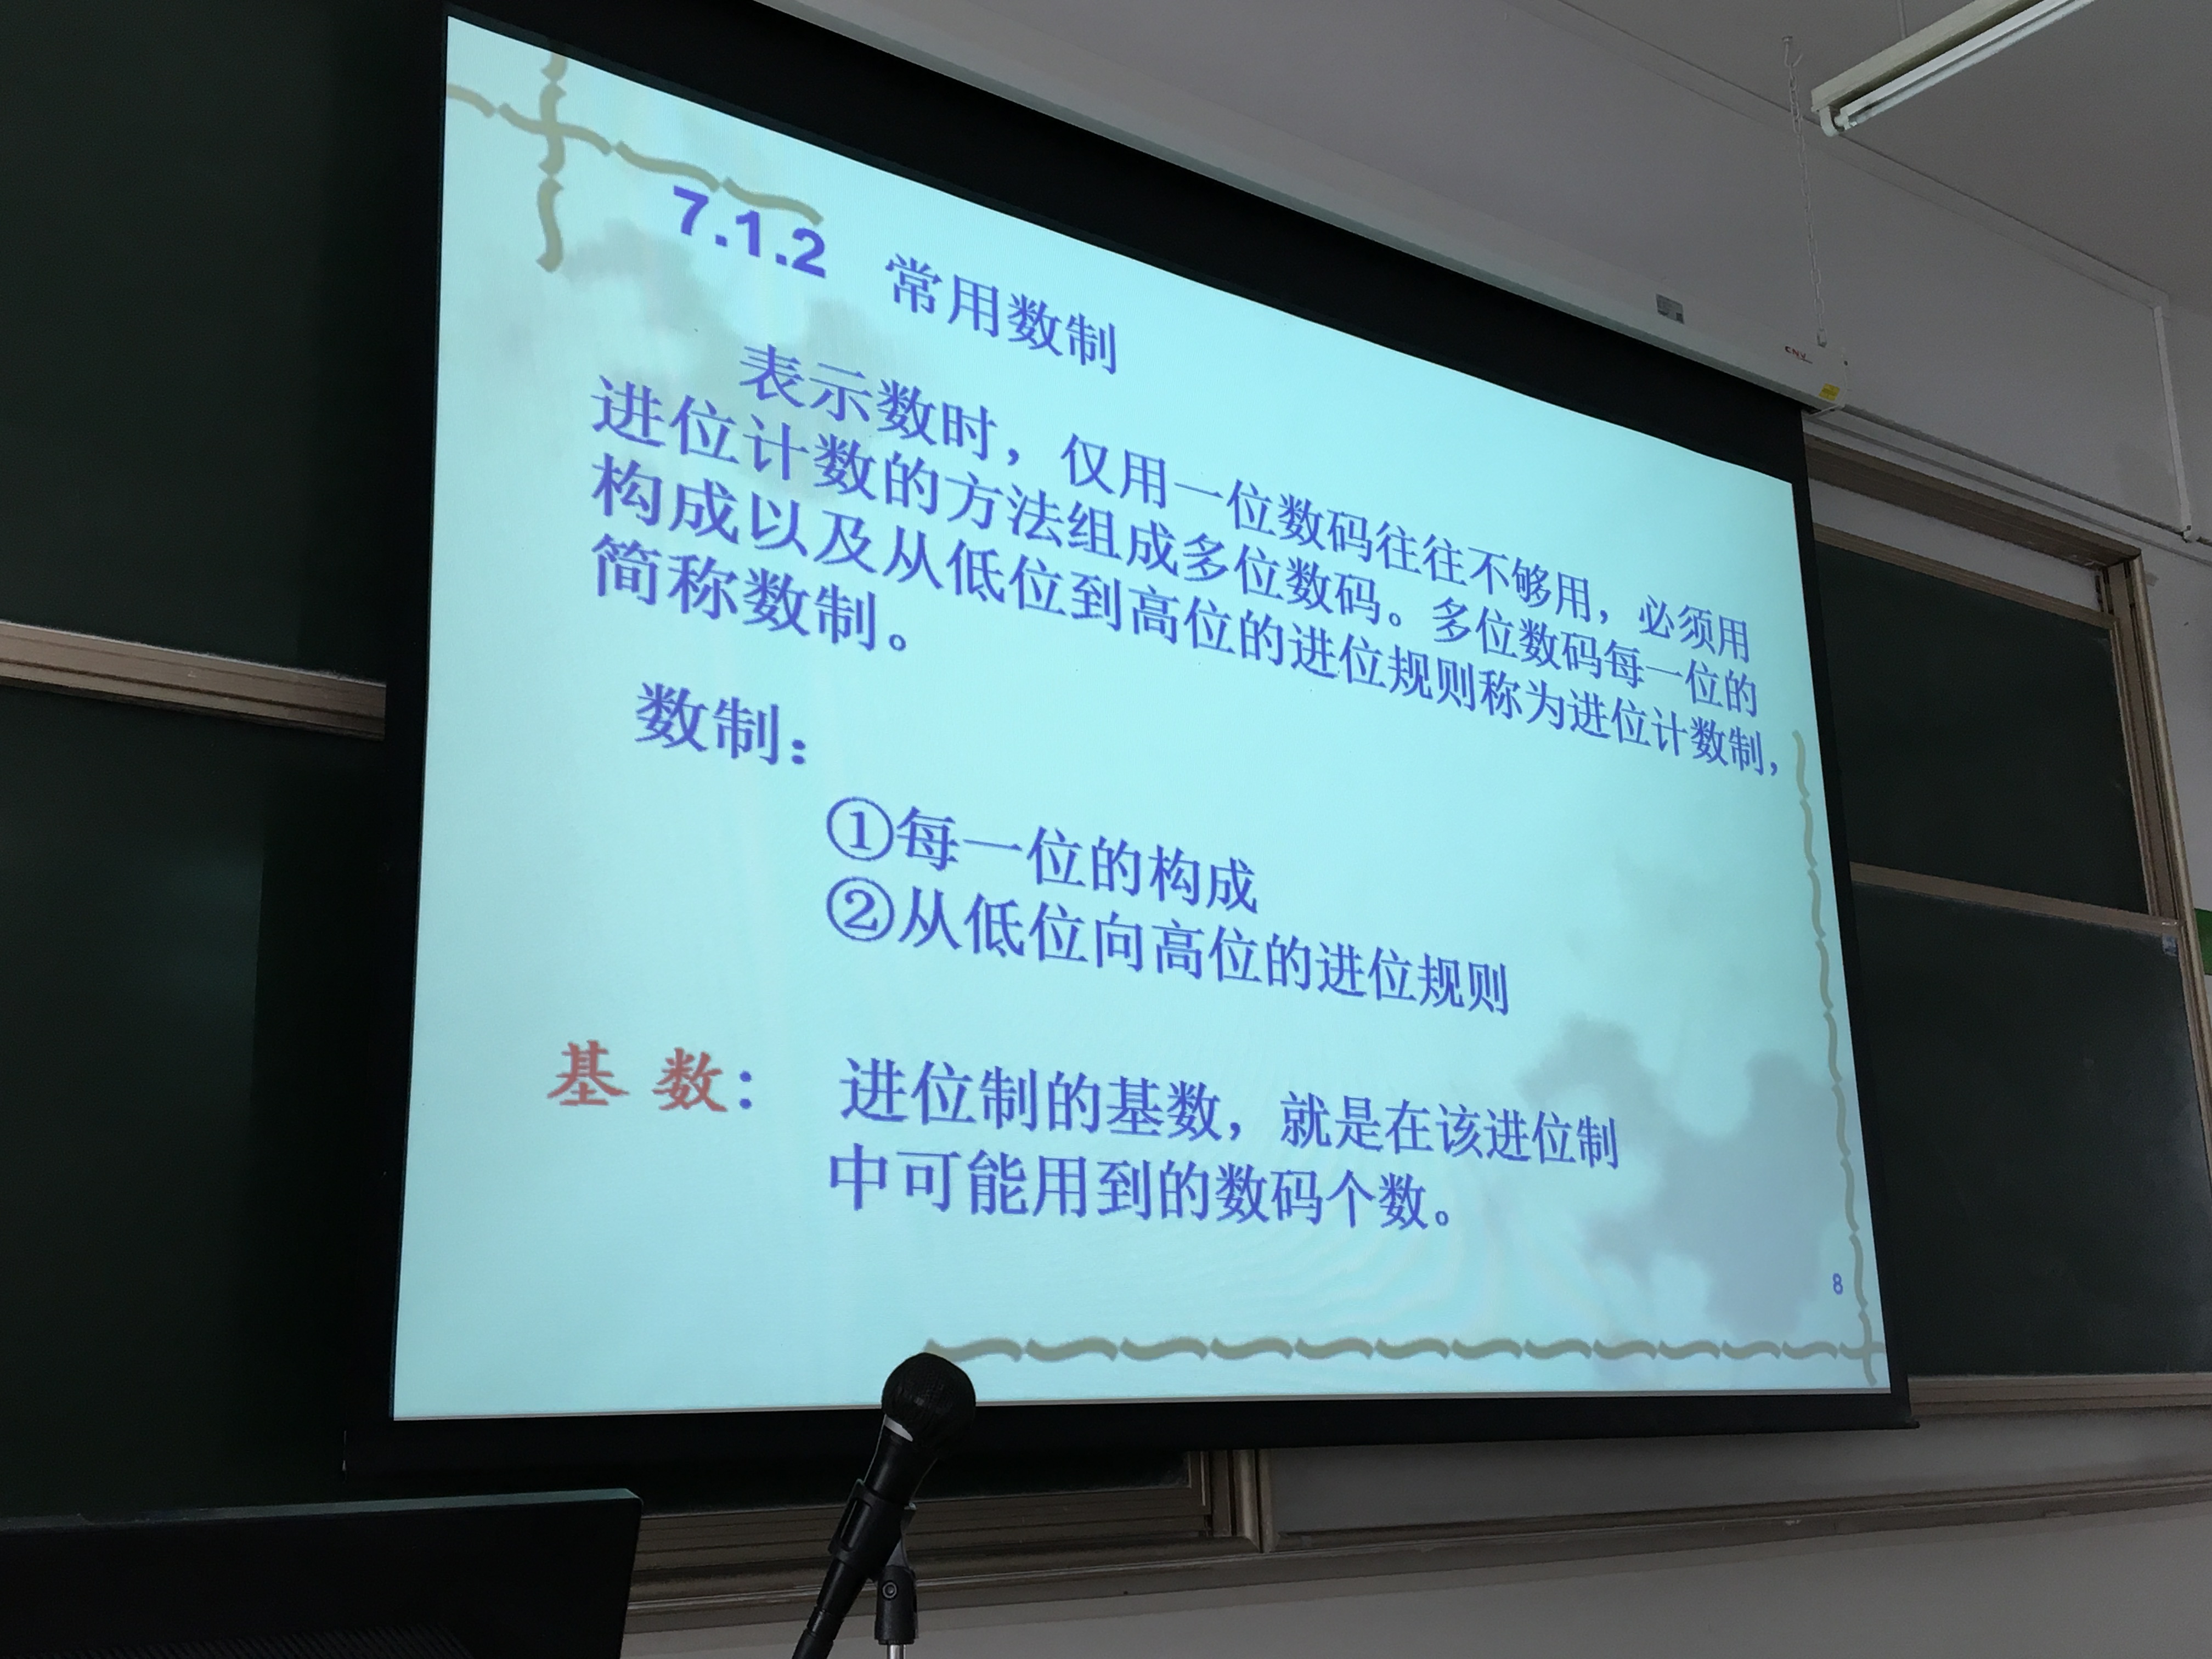 7.1.2 常用数制
表示数时，仅用一位数码往往不够用，必须用
进位计数的方法组成多位数码。多位数码每一位的
构成以及从低位到高位的进位规则称为进位计数制，
简称数制。
数制：
①每一位的构成
②从低位向高位的进位规则
基 数： 进位制的基数，就是在该进位制
中可能用到的数码个数。
8